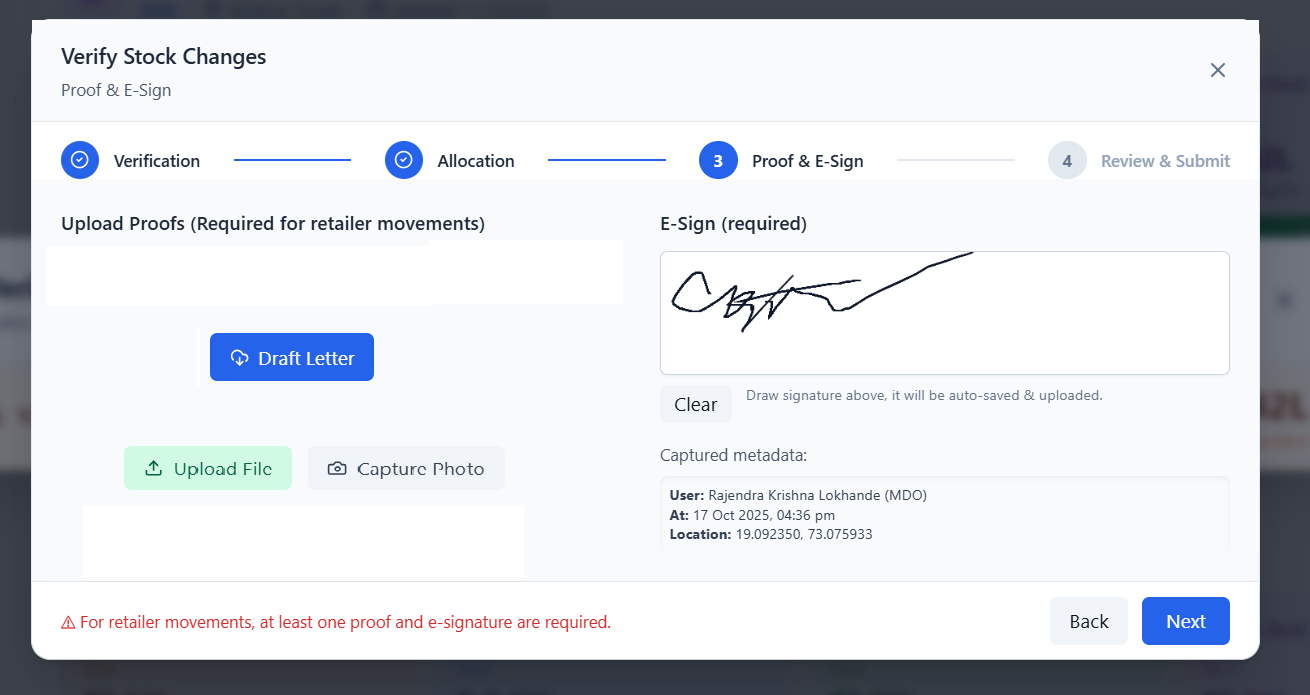 Verify Stock Changes
Proof & E-Sign
Verification
Allocation
3 Proof & E-Sign
4 Review & Submit
Upload Proofs (Required for retailer movements)
Draft Letter
Upload File
Capture Photo
E-Sign (required)
Clear
Draw signature above, it will be auto-saved & uploaded.
Captured metadata:
User: Rajendra Krishna Lokhande (MDO)
At: 17 Oct 2025, 04:36 pm
Location: 19.092350, 73.075933
For retailer movements, at least one proof and e-signature are required.
Back
Next